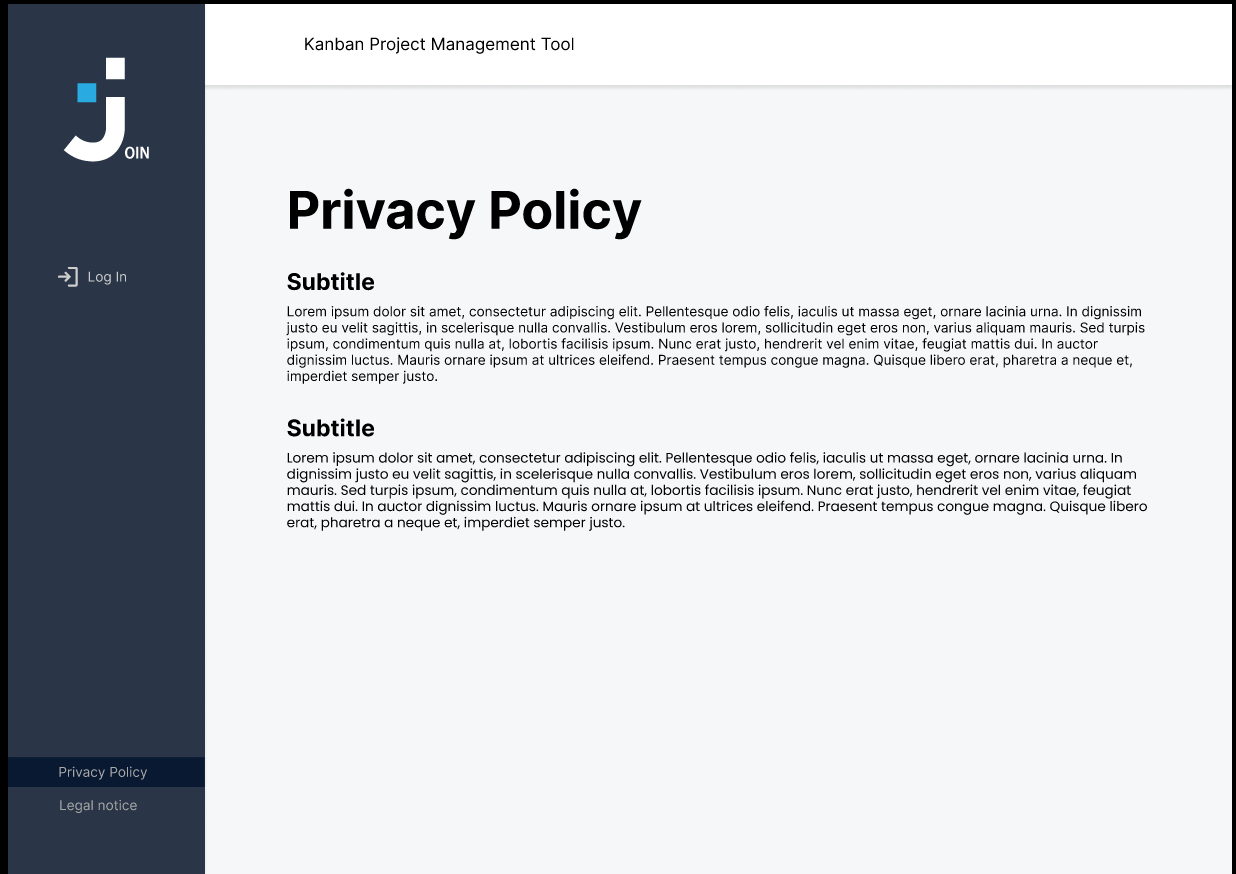 Kanban Project Management Tool
JOIN
Log In
Privacy Policy
Subtitle
Lorem ipsum dolor sit amet, consectetur adipiscing elit. Pellentesque odio felis, iaculis ut massa eget, ornare lacinia urna. In dignissim
justo eu velit sagittis, in scelerisque nulla convallis. Vestibulum eros lorem, sollicitudin eget eros non, varius aliquam mauris. Sed turpis
ipsum, condimentum quis nulla at, lobortis facilisis ipsum. Nunc erat justo, hendrerit vel enim vitae, feugiat mattis dui. In auctor
dignissim luctus. Mauris ornare ipsum at ultrices eleifend. Praesent tempus congue magna. Quisque libero erat, pharetra a neque et,
imperdiet semper justo.
Subtitle
Lorem ipsum dolor sit amet, consectetur adipiscing elit. Pellentesque odio felis, iaculis ut massa eget, ornare lacinia urna. In
dignissim justo eu velit sagittis, in scelerisque nulla convallis. Vestibulum eros lorem, sollicitudin eget eros non, varius aliquam
mauris. Sed turpis ipsum, condimentum quis nulla at, lobortis facilisis ipsum. Nunc erat justo, hendrerit vel enim vitae, feugiat
mattis dui. In auctor dignissim luctus. Mauris ornare ipsum at ultrices eleifend. Praesent tempus congue magna. Quisque libero
erat, pharetra a neque et, imperdiet semper justo.
Privacy Policy
Legal notice